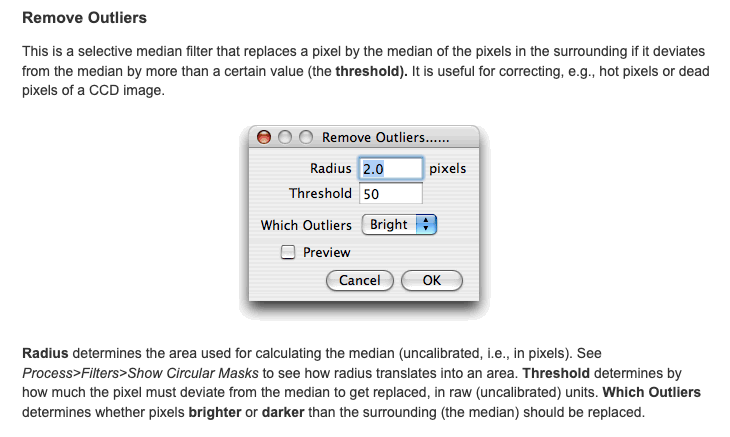 Remove Outliers
This is a selective median filter that replaces a pixel by the median of the pixels in the surrounding if it deviates
from the median by more than a certain value (the threshold). It is useful for correcting, e.g., hot pixels or dead
pixels of a CCD image.
Remove Outliers......
Radius 2.0 pixels
Threshold 50
Which Outliers Bright
Preview
Cancel OK
Radius determines the area used for calculating the median (uncalibrated, i.e., in pixels). See
Process>Filters>Show Circular Masks to see how radius translates into an area. Threshold determines by
how much the pixel must deviate from the median to get replaced, in raw (uncalibrated) units. Which Outliers
determines whether pixels brighter or darker than the surrounding (the median) should be replaced.